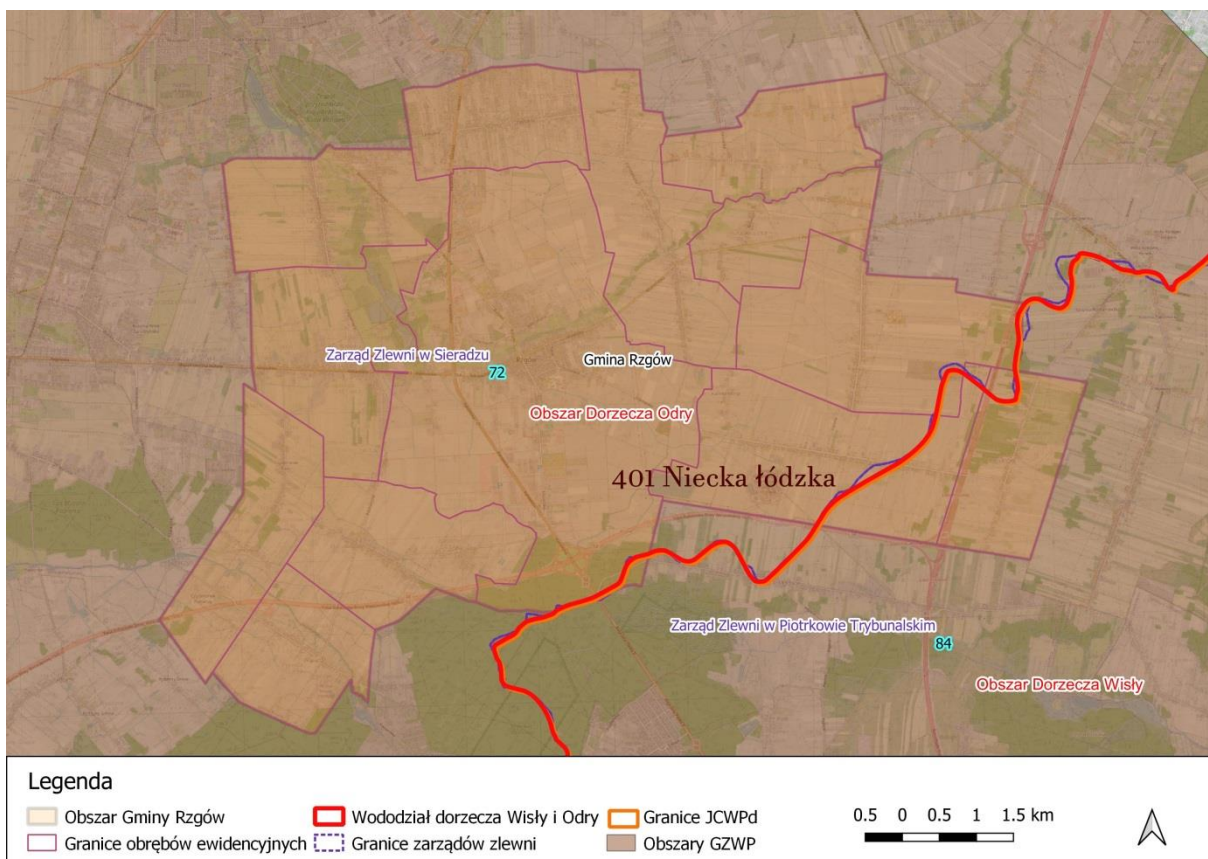 Zarząd Zlewni w Sieradzu
72
Gmina Rzgów
Obszar Dorzecza Odry
401 Niecka łódzka
Zarząd Zlewni w Piotrkowie Trybunalskim
84
Obszar Dorzecza Wisły
Legenda
Obszar Gminy Rzgów
Wododział dorzecza Wisły i Odry
Granice JCWPd
Granice obrębów ewidencyjnych
Granice zarządów zlewni
Obszary GZWP
0.5 0 0.5 1 1.5 km